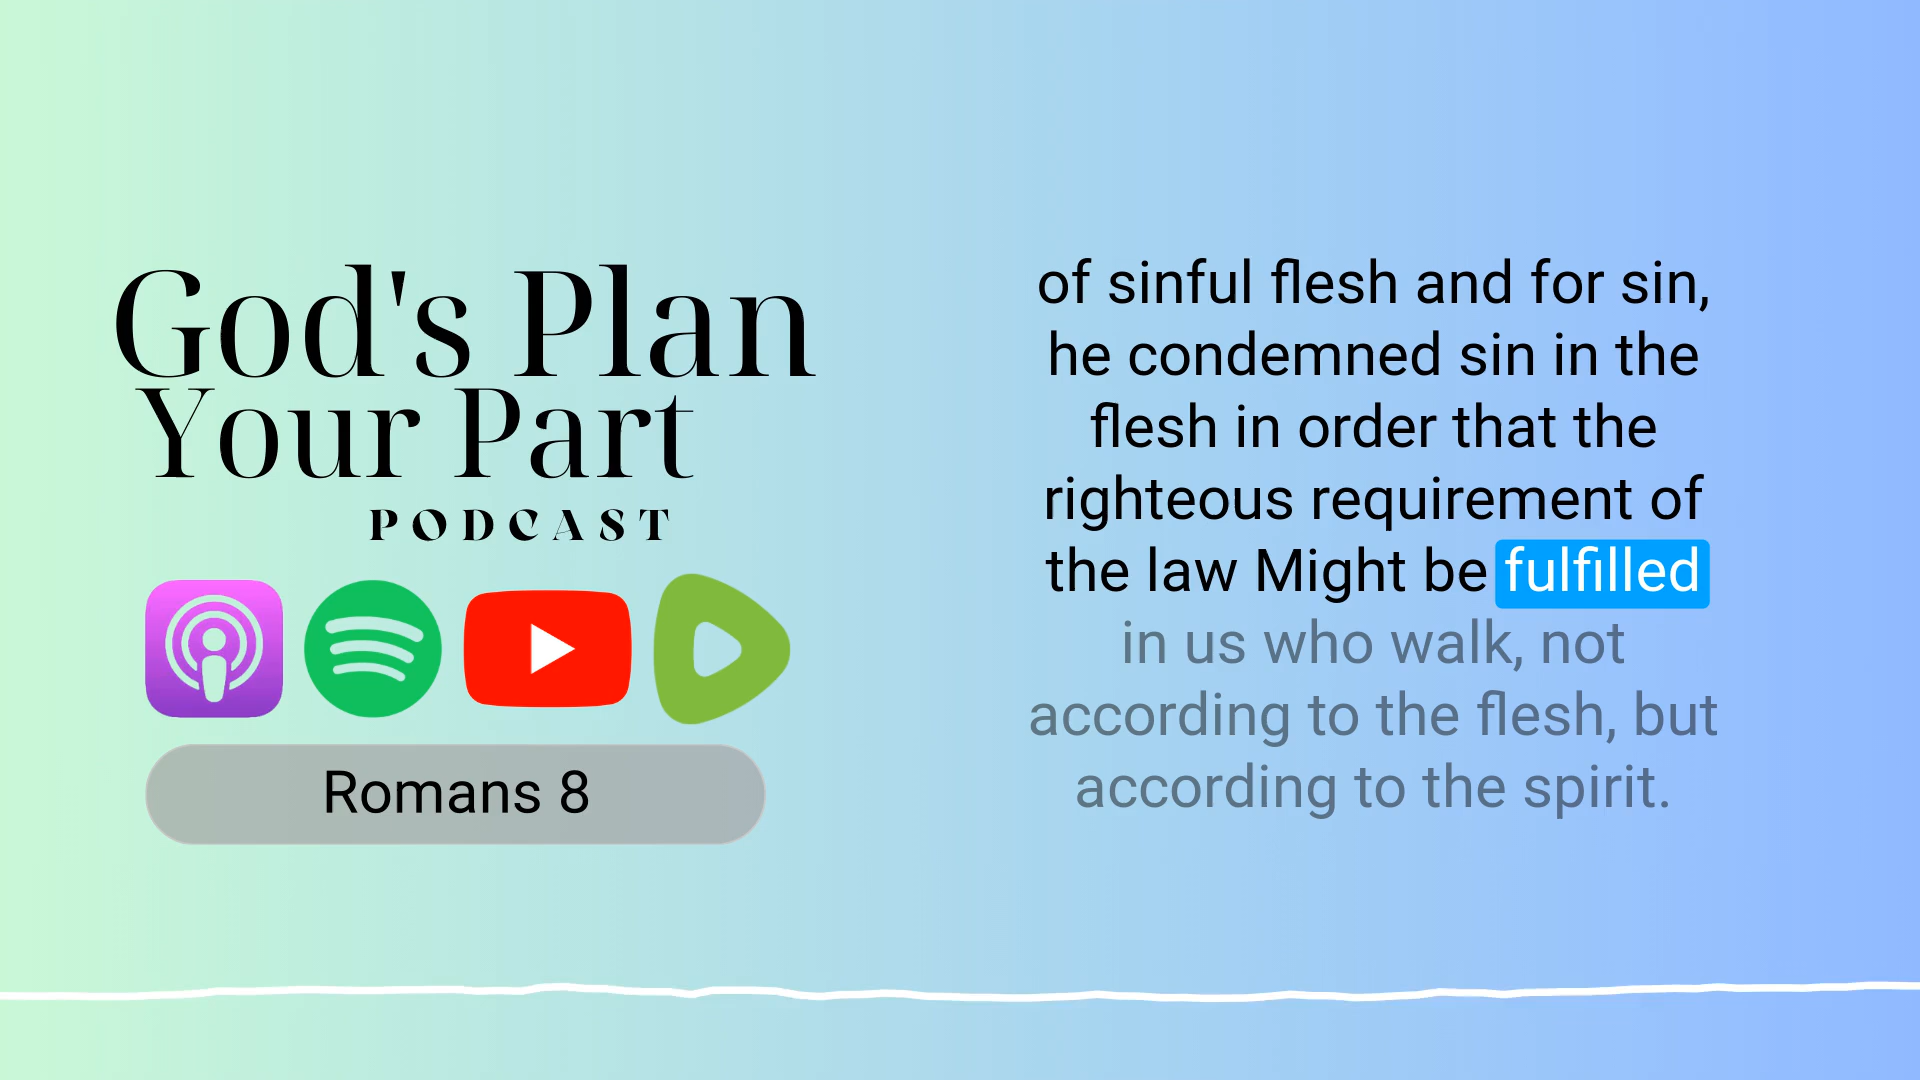 God's Plan
Your Part
PODCAST
Romans 8
of sinful flesh and for sin,
he condemned sin in the
flesh in order that the
righteous requirement of
the law Might be fulfilled
in us who walk, not
according to the flesh, but
according to the spirit.